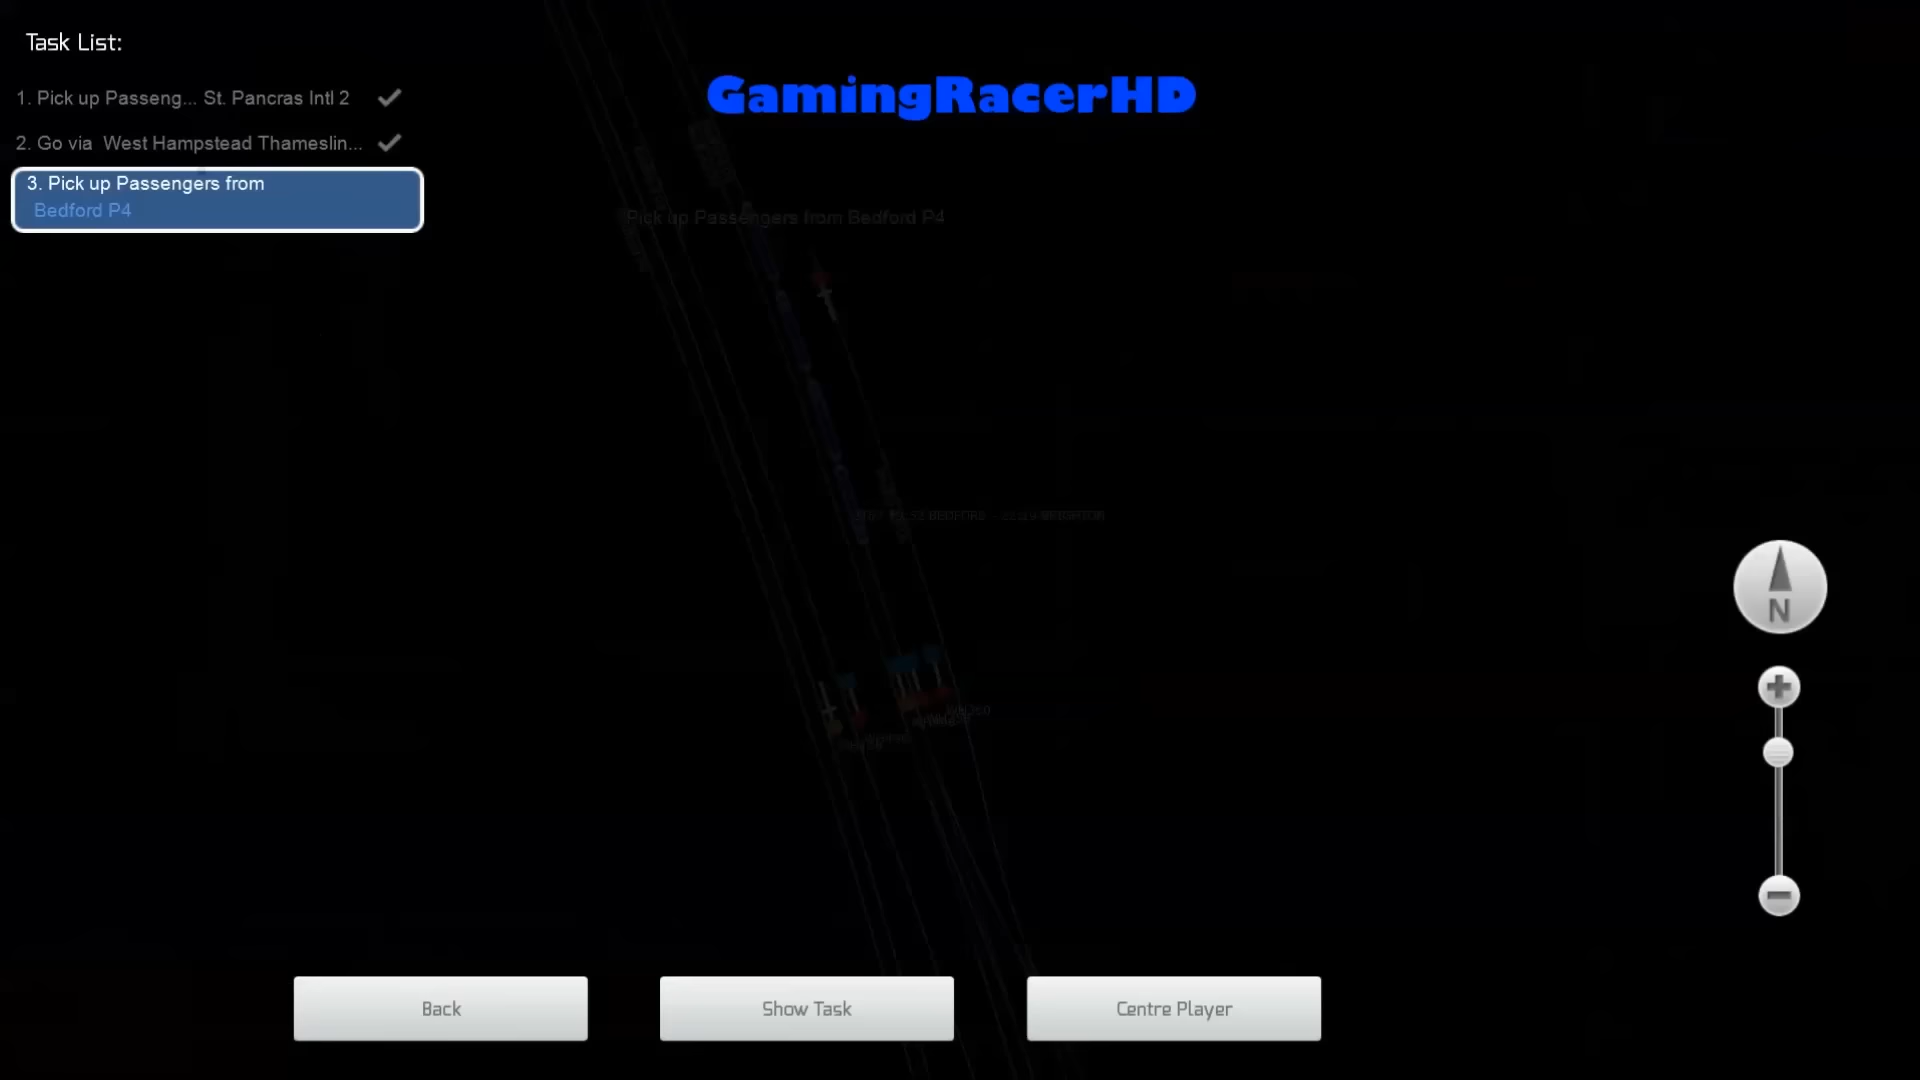 Task List:
GamingRacerHD
1. Pick up Passeng... St. Pancras Intl 2
2. Go via West Hampstead Thameslin...
3. Pick up Passengers from
Bedford P4
Pick up Passengers from Bedford P4
N
Back
Show Task
Centre Player